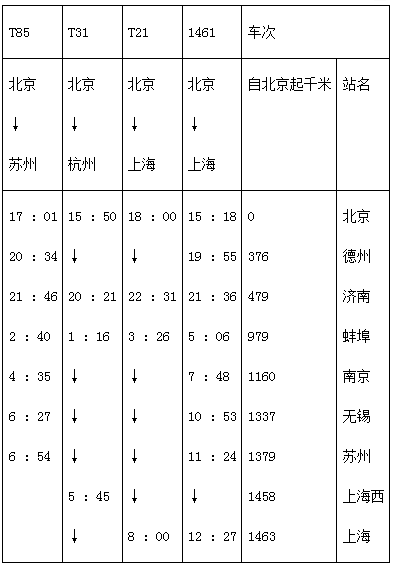 T85 T31 T21 1461 车次
北京 北京 北京 北京 自北京起千米 站名
↓ ↓ ↓ ↓
苏州 杭州 上海 上海
17 : 01 15 : 50 18 : 00 15 : 18 0 北京
20 : 34 ↓ ↓ 19 : 55 376 德州
21 : 46 20 : 21 22 : 31 21 : 36 479 济南
2 : 40 1 : 16 3 : 26 5 : 06 979 蚌埠
4 : 35 ↓ ↓ 7 : 48 1160 南京
6 : 27 ↓ ↓ 10 : 53 1337 无锡
6 : 54 ↓ ↓ 11 : 24 1379 苏州
5 : 45 ↓ ↓ 1458 上海西
↓ 8 : 00 12 : 27 1463 上海